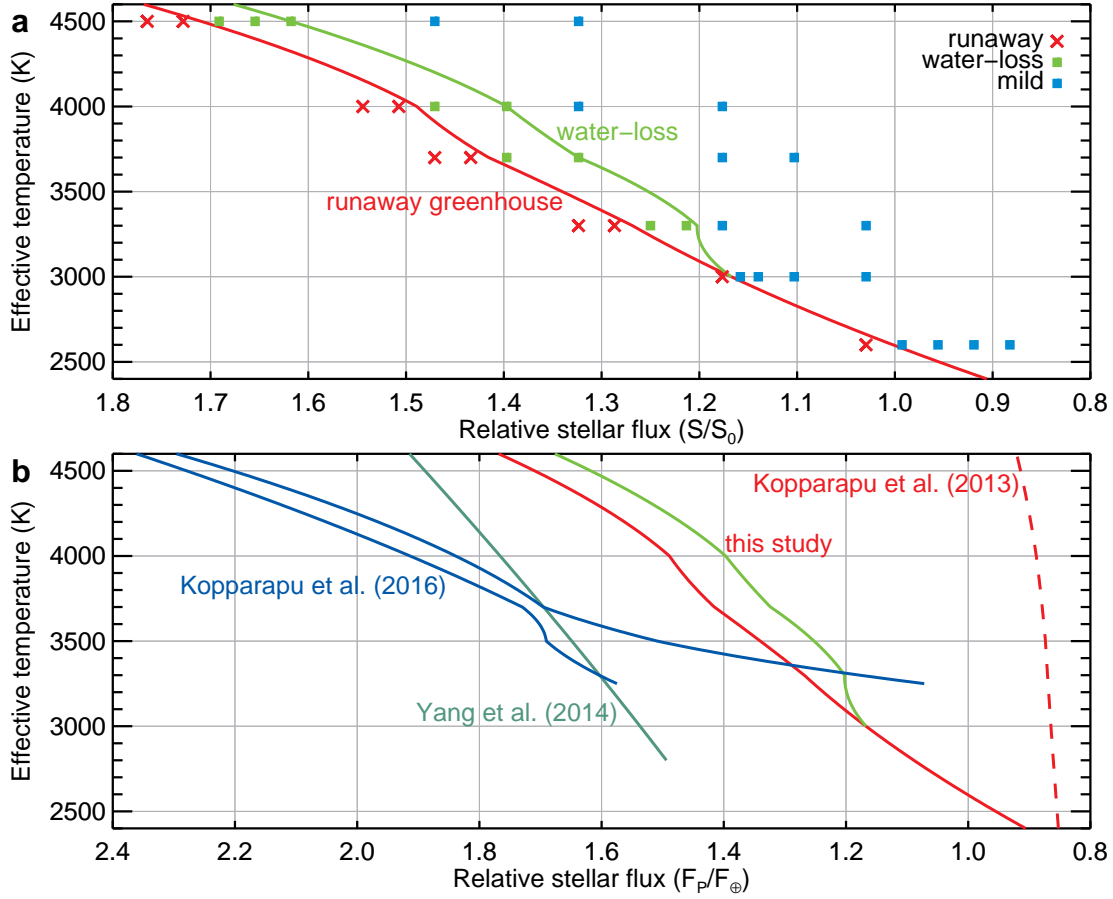 a
runaway
water−loss
mild
water−loss
runaway greenhouse
Effective temperature (K)
4500
4000
3500
3000
2500
1.8 1.7 1.6 1.5 1.4 1.3 1.2 1.1 1.0 0.9 0.8
Relative stellar flux (S/S₀)
b
Kopparapu et al. (2013)
this study
Kopparapu et al. (2016)
Yang et al. (2014)
Effective temperature (K)
4500
4000
3500
3000
2500
2.4 2.2 2.0 1.8 1.6 1.4 1.2 1.0 0.8
Relative stellar flux (F_P/F_⊕)